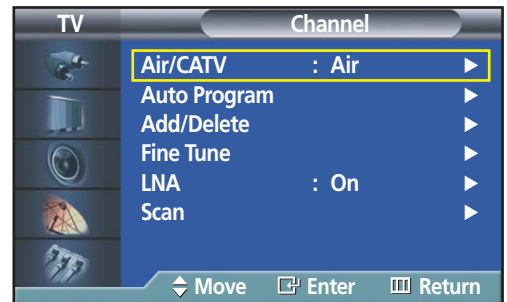 TV Channel
Air/CATV : Air
Auto Program
Add/Delete
Fine Tune
LNA : On
Scan
Move Enter Return